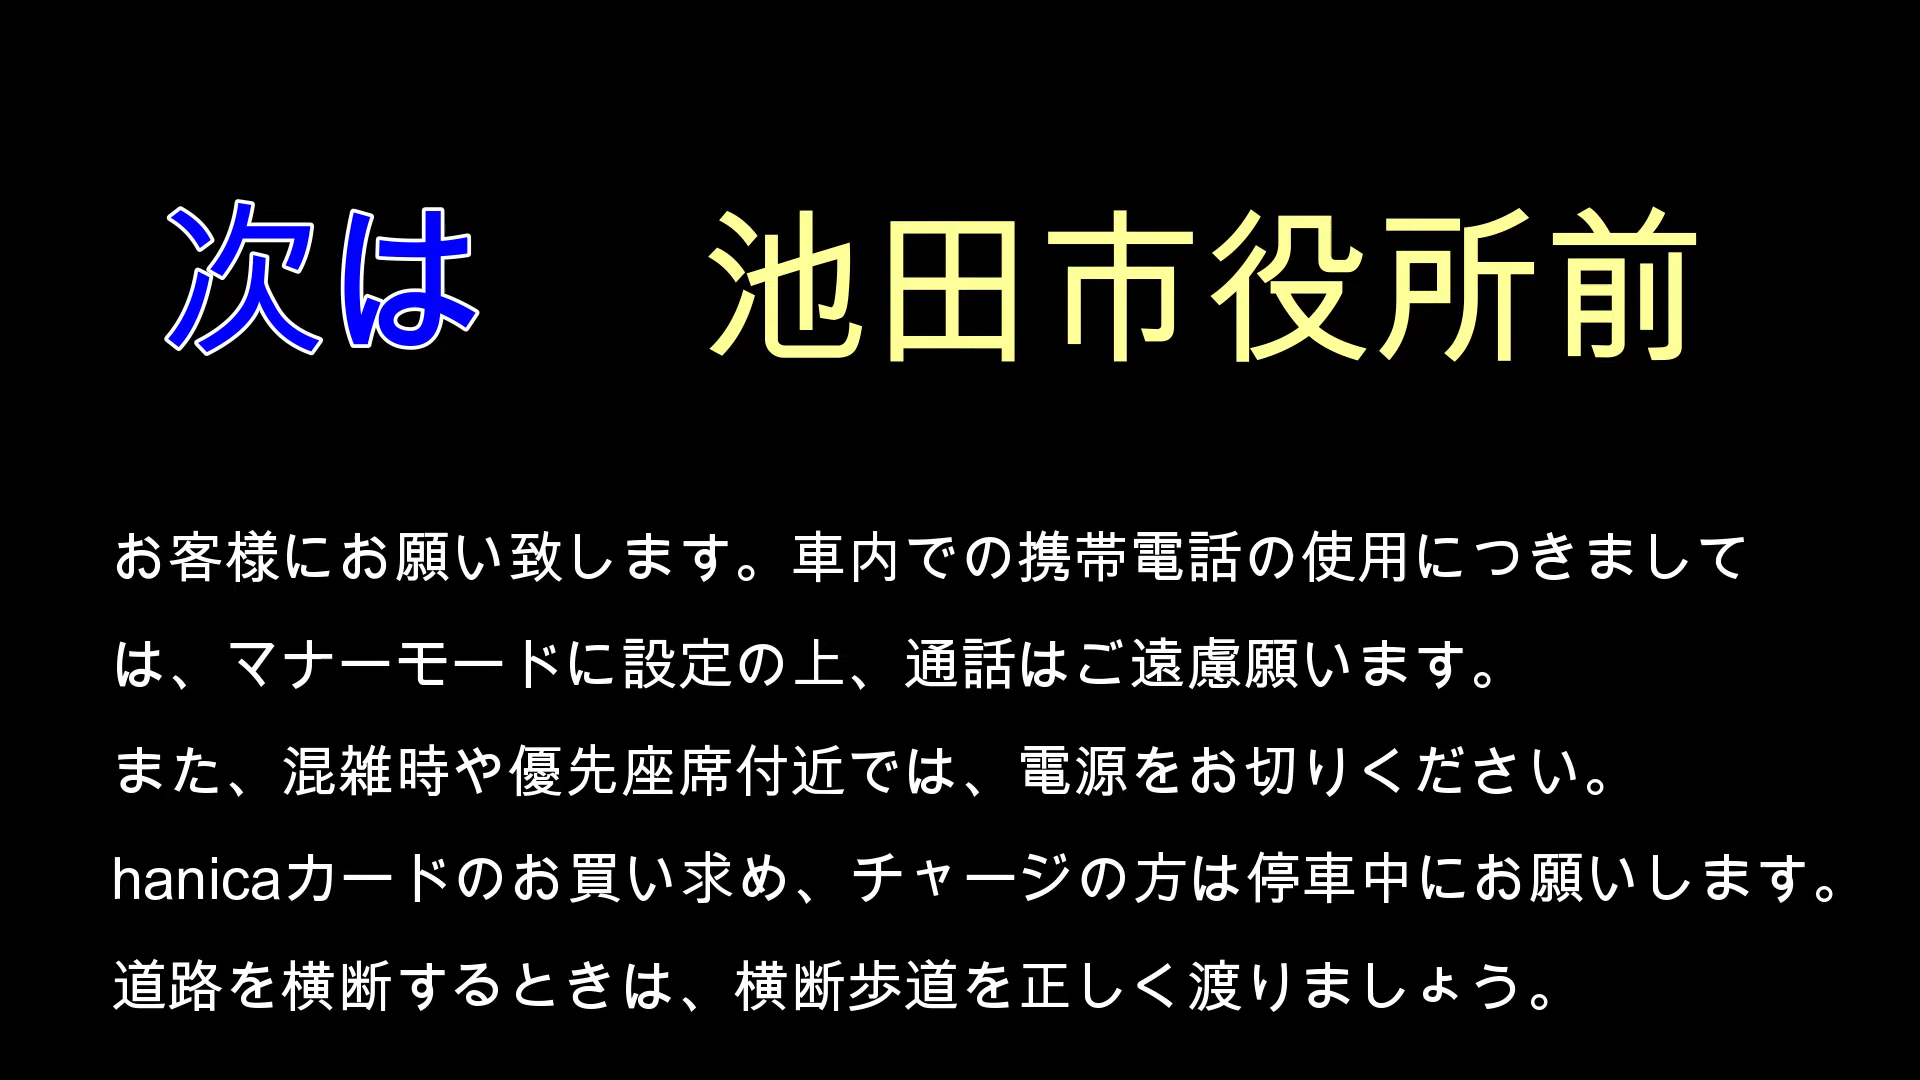 次は 池田市役所前
お客様にお願い致します。車内での携帯電話の使用につきまして
は、マナーモードに設定の上、通話はご遠慮願います。
また、混雑時や優先座席付近では、電源をお切りください。
hanicaカードのお買い求め、チャージの方は停車中にお願いします。
道路を横断するときは、横断歩道を正しく渡りましょう。